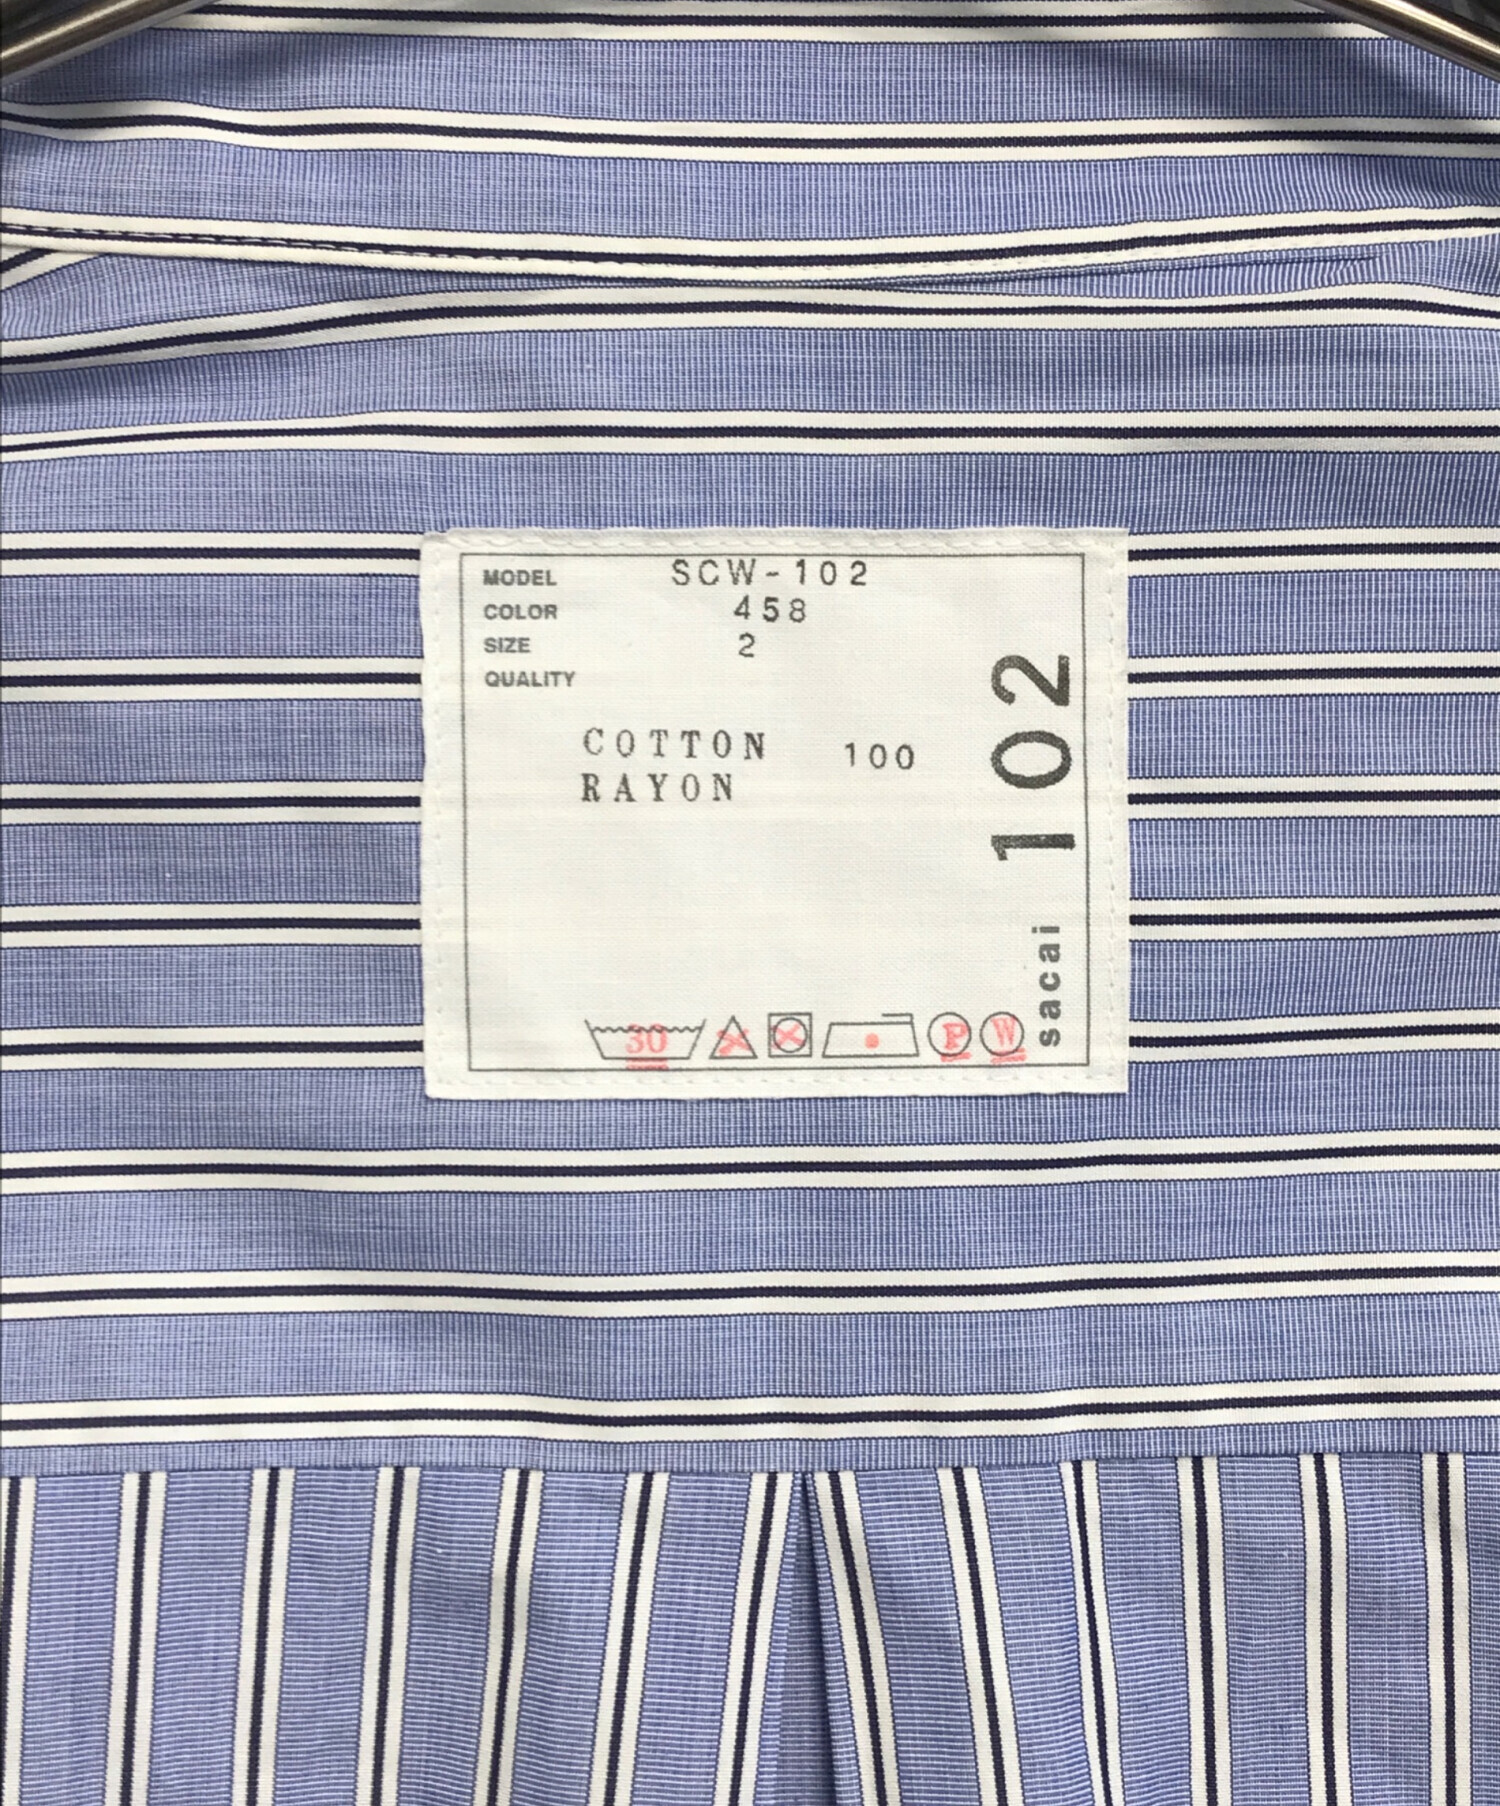 MODEL SCW-102
COLOR 458
SIZE 2
QUALITY
COTTON 100
RAYON
30 P W
sacai 102